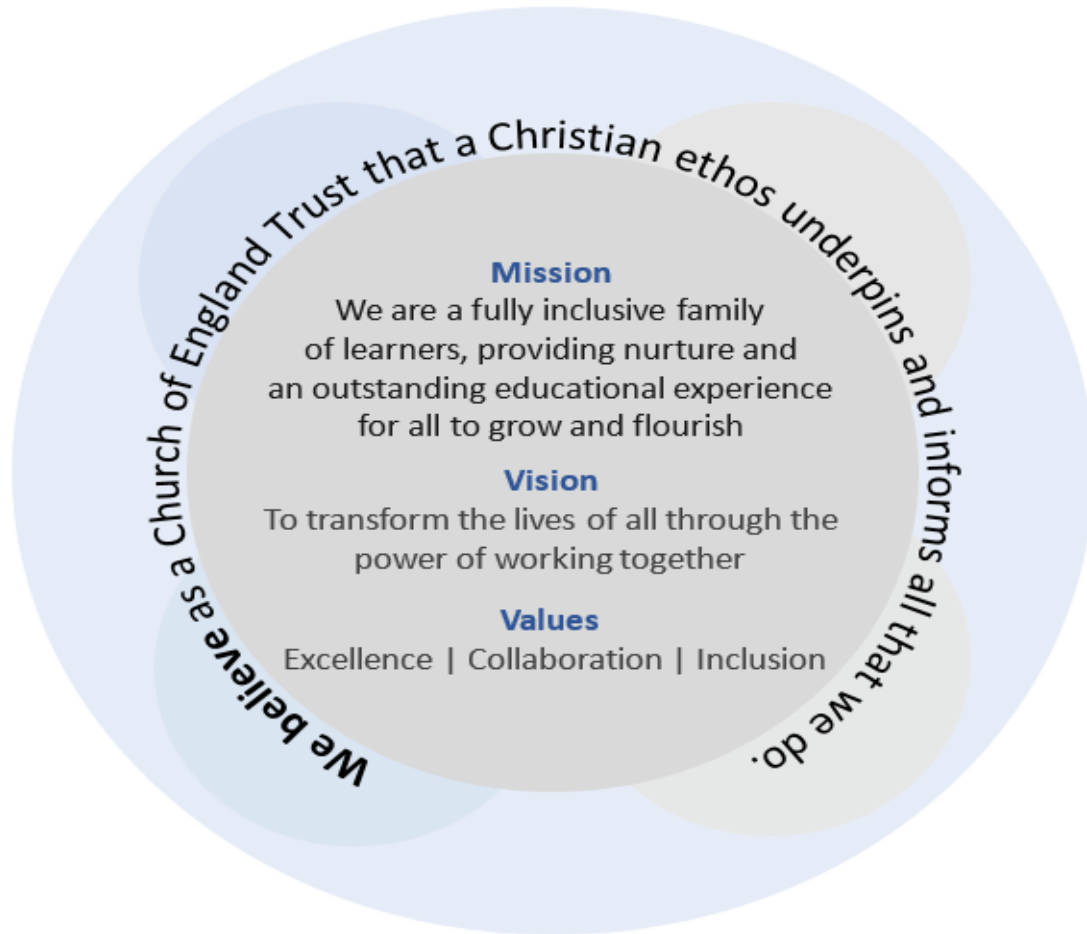 We believe as a Church of England Trust that a Christian ethos underpins and informs all that we do.
Mission
We are a fully inclusive family
of learners, providing nurture and
an outstanding educational experience
for all to grow and flourish
Vision
To transform the lives of all through the
power of working together
Values
Excellence | Collaboration | Inclusion